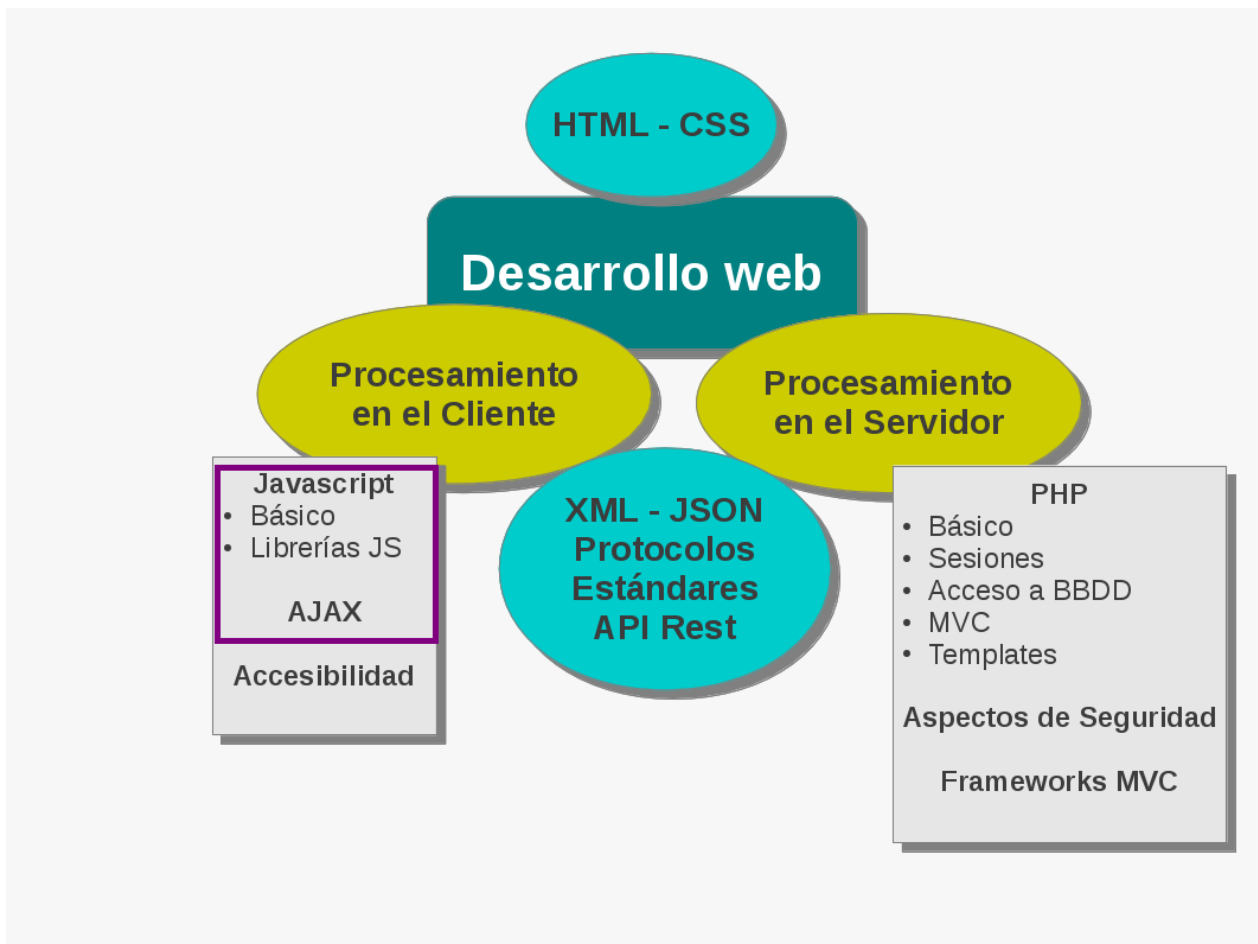 HTML - CSS
Desarrollo web
Procesamiento
en el Cliente
Procesamiento
en el Servidor
Javascript
• Básico
• Librerías JS
AJAX
Accesibilidad
XML - JSON
Protocolos
Estándares
API Rest
PHP
• Básico
• Sesiones
• Acceso a BBDD
• MVC
• Templates
Aspectos de Seguridad
Frameworks MVC